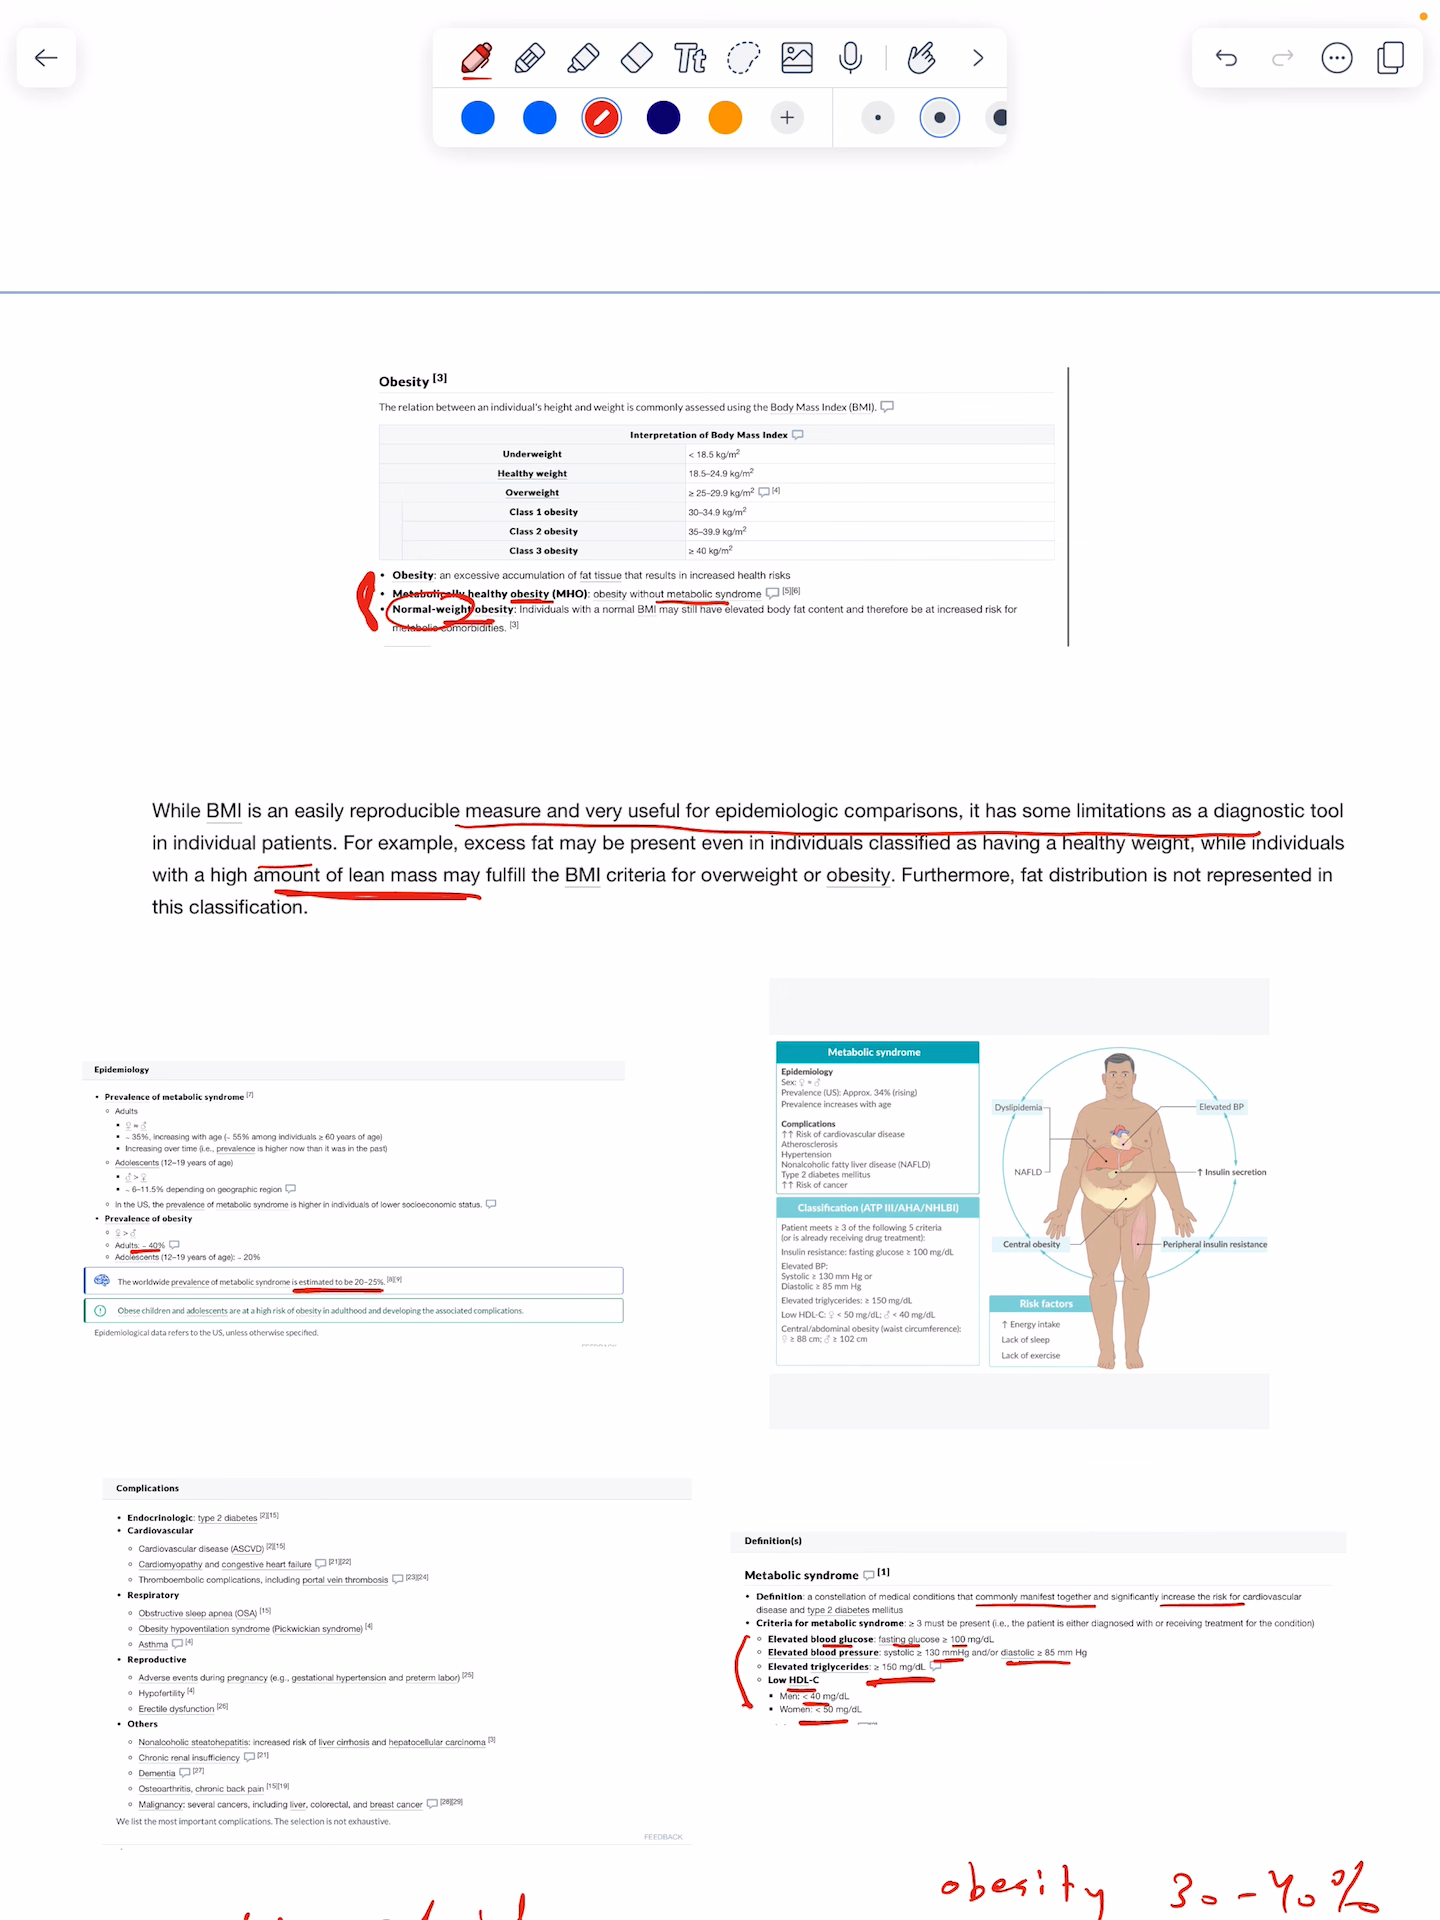 Tt
Obesity [3]
The relation between an individual's height and weight is commonly assessed using the Body Mass Index (BMI).
Interpretation of Body Mass Index
Underweight < 18.5 kg/m²
Healthy weight 18.5–24.9 kg/m²
Overweight ≥ 25–29.9 kg/m² [4]
Class 1 obesity 30–34.9 kg/m²
Class 2 obesity 35–39.9 kg/m²
Class 3 obesity ≥ 40 kg/m²
• Obesity: an excessive accumulation of fat tissue that results in increased health risks
• Metabolically healthy obesity (MHO): obesity without metabolic syndrome [5][6]
• Normal-weight obesity: Individuals with a normal BMI may still have elevated body fat content and therefore be at increased risk for
metabolic comorbidities. [3]
While BMI is an easily reproducible measure and very useful for epidemiologic comparisons, it has some limitations as a diagnostic tool
in individual patients. For example, excess fat may be present even in individuals classified as having a healthy weight, while individuals
with a high amount of lean mass may fulfill the BMI criteria for overweight or obesity. Furthermore, fat distribution is not represented in
this classification.
Epidemiology
• Prevalence of metabolic syndrome [7]
Adults
♀ ≈ ♂
~ 35%, increasing with age (~ 55% among individuals ≥ 60 years of age)
Increasing over time (i.e., prevalence is higher now than it was in the past)
Adolescents (12–19 years of age)
♂ > ♀
~ 6–11.5% depending on geographic region
In the US, the prevalence of metabolic syndrome is higher in individuals of lower socioeconomic status.
• Prevalence of obesity
♀ > ♂
Adults: ~ 40%
Adolescents (12–19 years of age): ~ 20%
The worldwide prevalence of metabolic syndrome is estimated to be 20–25%. [8][9]
Obese children and adolescents are at a high risk of obesity in adulthood and developing the associated complications.
Epidemiological data refers to the US, unless otherwise specified.
Metabolic syndrome
Epidemiology
Sex: ♀ ≈ ♂
Prevalence (US): Approx. 34% (rising)
Prevalence increases with age
Complications
↑↑ Risk of cardiovascular disease
Atherosclerosis
Hypertension
Nonalcoholic fatty liver disease (NAFLD)
Type 2 diabetes mellitus
↑↑ Risk of cancer
Classification (ATP III/AHA/NHLBI)
Patient meets ≥ 3 of the following 5 criteria
(or is already receiving drug treatment):
Insulin resistance: fasting glucose ≥ 100 mg/dL
Elevated BP:
Systolic ≥ 130 mm Hg or
Diastolic ≥ 85 mm Hg
Elevated triglycerides: ≥ 150 mg/dL
Low HDL-C: ♀ < 50 mg/dL; ♂ < 40 mg/dL
Central/abdominal obesity (waist circumference):
♀ ≥ 88 cm; ♂ ≥ 102 cm
Dyslipidemia
Elevated BP
NAFLD
↑ Insulin secretion
Central obesity
Peripheral insulin resistance
Risk factors
↑ Energy intake
Lack of sleep
Lack of exercise
Complications
• Endocrinologic: type 2 diabetes [2][15]
• Cardiovascular
Cardiovascular disease (ASCVD) [2][15]
Cardiomyopathy and congestive heart failure [21][22]
Thromboembolic complications, including portal vein thrombosis [23][24]
• Respiratory
Obstructive sleep apnea (OSA) [15]
Obesity hypoventilation syndrome (Pickwickian syndrome) [4]
Asthma [4]
• Reproductive
Adverse events during pregnancy (e.g., gestational hypertension and preterm labor) [25]
Hypofertility [4]
Erectile dysfunction [26]
• Others
Nonalcoholic steatohepatitis: increased risk of liver cirrhosis and hepatocellular carcinoma [3]
Chronic renal insufficiency [21]
Dementia [27]
Osteoarthritis, chronic back pain [15][19]
Malignancy: several cancers, including liver, colorectal, and breast cancer [28][29]
We list the most important complications. The selection is not exhaustive.
FEEDBACK
Definition(s)
Metabolic syndrome [1]
• Definition: a constellation of medical conditions that commonly manifest together and significantly increase the risk for cardiovascular
disease and type 2 diabetes mellitus
• Criteria for metabolic syndrome: ≥ 3 must be present (i.e., the patient is either diagnosed with or receiving treatment for the condition)
Elevated blood glucose: fasting glucose ≥ 100 mg/dL
Elevated blood pressure: systolic ≥ 130 mmHg and/or diastolic ≥ 85 mm Hg
Elevated triglycerides: ≥ 150 mg/dL
Low HDL-C
Men: < 40 mg/dL
Women: < 50 mg/dL
obesity 30-40%